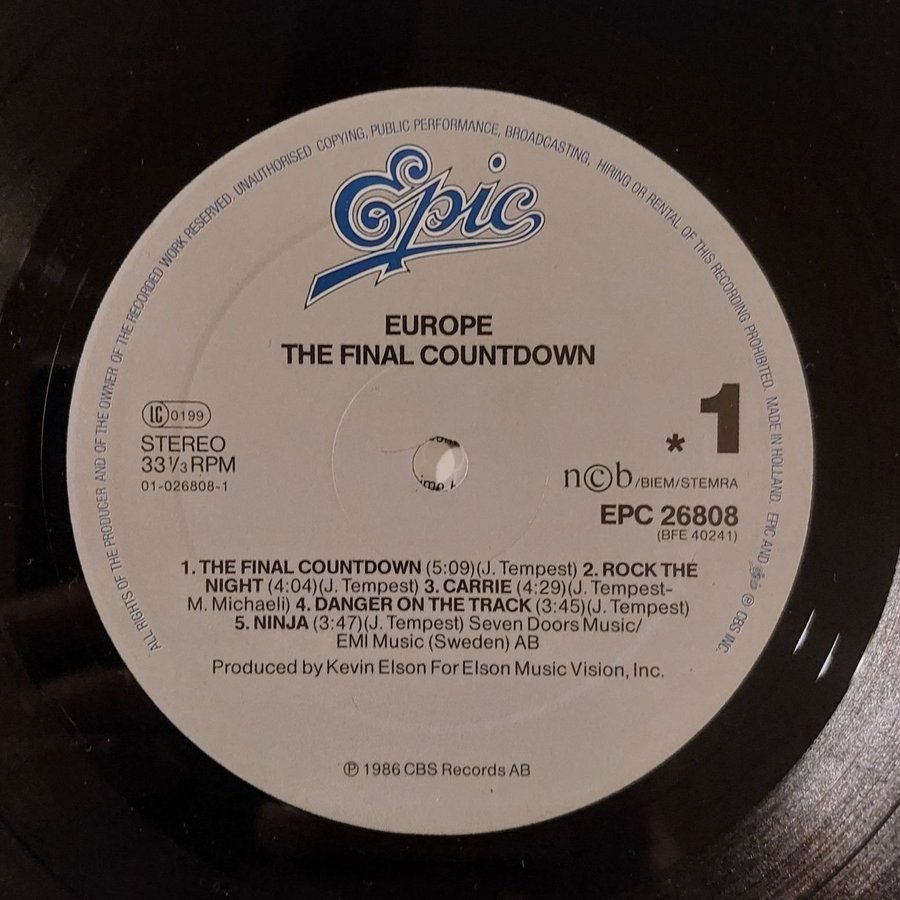 ALL RIGHTS OF THE PRODUCER AND OF THE OWNER OF THE RECORDED WORK RESERVED. UNAUTHORISED COPYING, PUBLIC PERFORMANCE, BROADCASTING, HIRING OR RENTAL OF THIS RECORDING PROHIBITED. MADE IN HOLLAND. EPIC AND ℗ CBS INC.
Epic
EUROPE
THE FINAL COUNTDOWN
LC 0199
STEREO
33 1/3 RPM
01-026808-1
* 1
n©b/BIEM/STEMRA
EPC 26808
(BFE 40241)
1. THE FINAL COUNTDOWN (5:09)(J. Tempest) 2. ROCK THE
NIGHT (4:04)(J. Tempest) 3. CARRIE (4:29)(J. Tempest-
M. Michaeli) 4. DANGER ON THE TRACK (3:45)(J. Tempest)
5. NINJA (3:47)(J. Tempest) Seven Doors Music/
EMI Music (Sweden) AB
Produced by Kevin Elson For Elson Music Vision, Inc.
℗ 1986 CBS Records AB